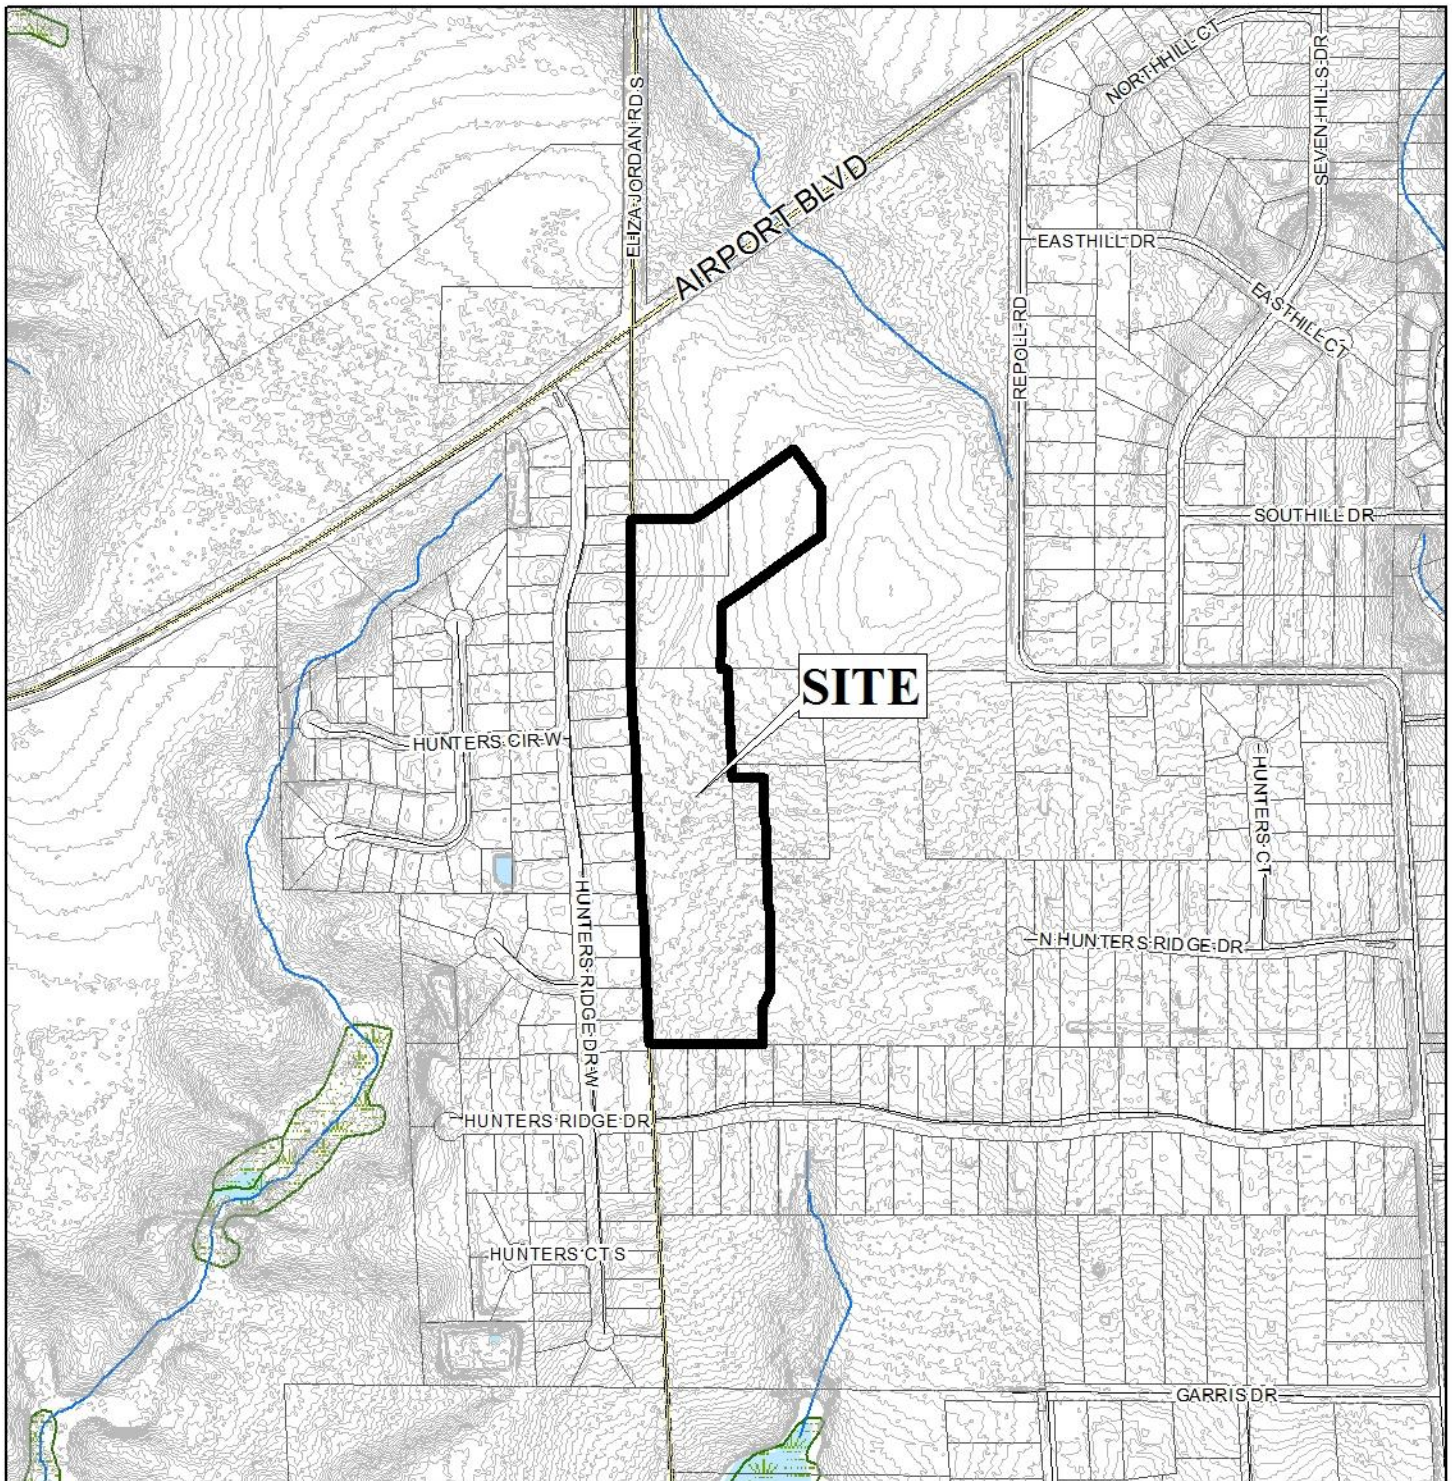 NORTHHILL CT
SEVEN HILLS DR
ELIZA JORDAN RD S
AIRPORT BLVD
EASTHILL DR
EASTHILL CT
REPOLL RD
SOUTHILL DR
SITE
HUNTERS CIR W
HUNTERS CT
HUNTERS RIDGE DR W
N HUNTERS RIDGE DR
HUNTERS RIDGE DR
HUNTERS CT S
GARRIS DR